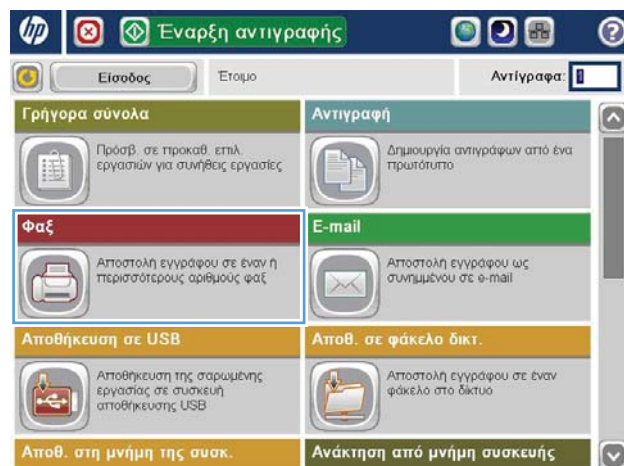 hp
Έναρξη αντιγραφής
?
Είσοδος
Έτοιμο
Αντίγραφα: 1
Γρήγορα σύνολα
Πρόσβ. σε προκαθ. επιλ.
εργασιών για συνήθεις εργασίες
Αντιγραφή
Δημιουργία αντιγράφων από ένα
πρωτότυπο
Φαξ
Αποστολή εγγράφου σε έναν ή
περισσότερους αριθμούς φαξ
E-mail
Αποστολή εγγράφου ως
συνημμένου σε e-mail
Αποθήκευση σε USB
Αποθήκευση της σαρωμένης
εργασίας σε συσκευή
αποθήκευσης USB
Αποθ. σε φάκελο δικτ.
Αποστολή εγγράφου σε έναν
φάκελο στο δίκτυο
Αποθ. στη μνήμη της συσκ.
Ανάκτηση από μνήμη συσκευής